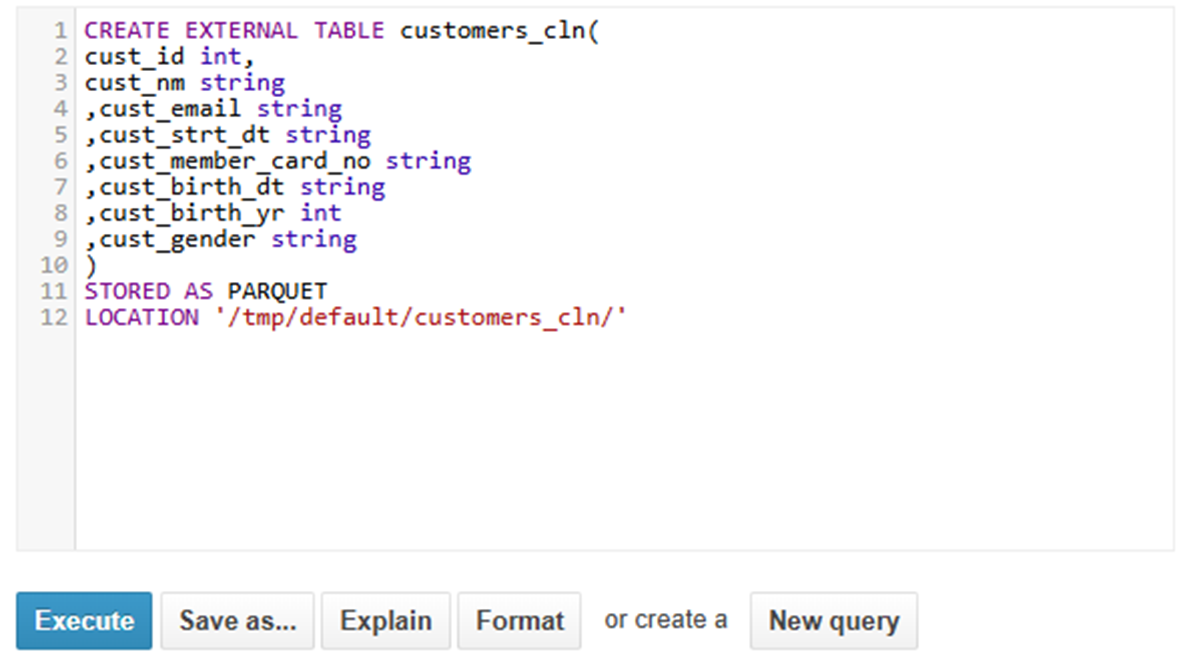 1 CREATE EXTERNAL TABLE customers_cln(
2 cust_id int,
3 cust_nm string
4 ,cust_email string
5 ,cust_strt_dt string
6 ,cust_member_card_no string
7 ,cust_birth_dt string
8 ,cust_birth_yr int
9 ,cust_gender string
10 )
11 STORED AS PARQUET
12 LOCATION '/tmp/default/customers_cln/'
Execute Save as... Explain Format or create a New query